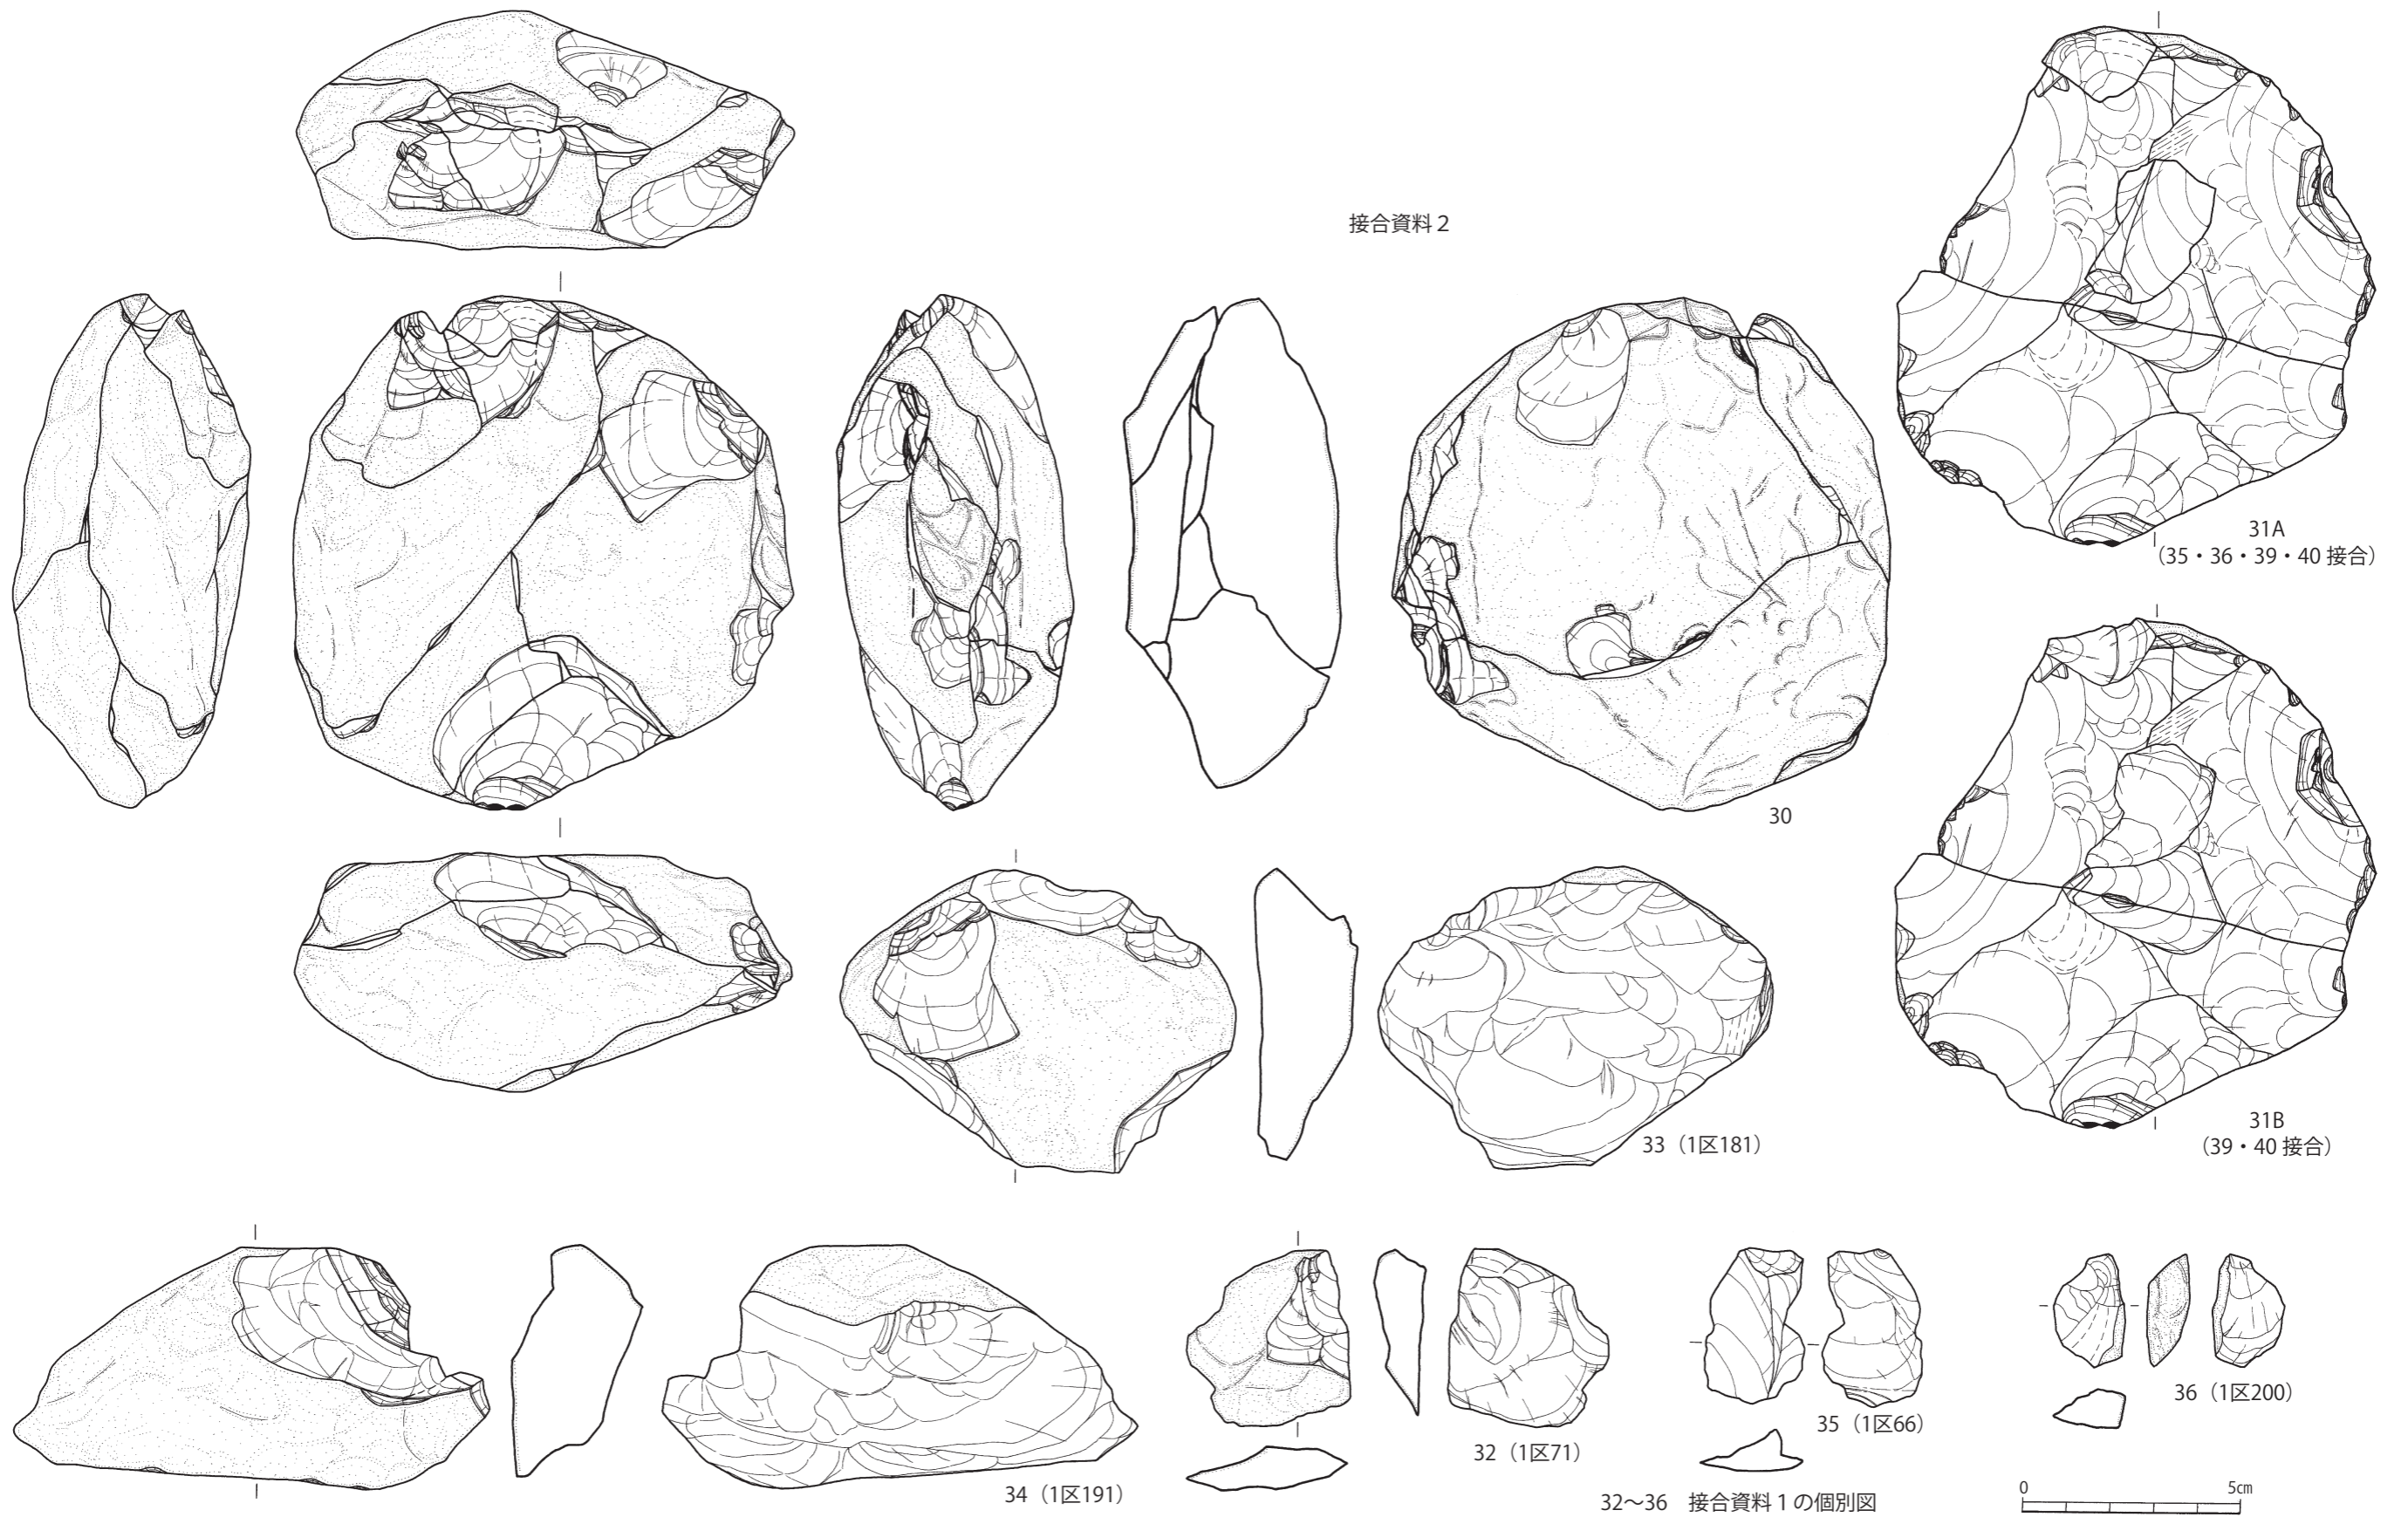 接合資料２
31A
（35・36・39・40 接合）
30
31B
（39・40 接合）
33（1区181）
34（1区191）
32（1区71）
35（1区66）
36（1区200）
32～36　接合資料１の個別図
0 5㎝